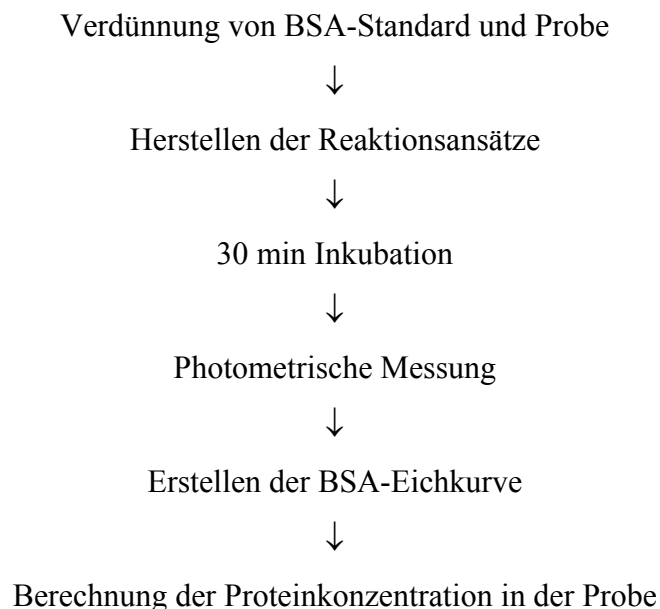 Verdünnung von BSA-Standard und Probe
↓
Herstellen der Reaktionsansätze
↓
30 min Inkubation
↓
Photometrische Messung
↓
Erstellen der BSA-Eichkurve
↓
Berechnung der Proteinkonzentration in der Probe